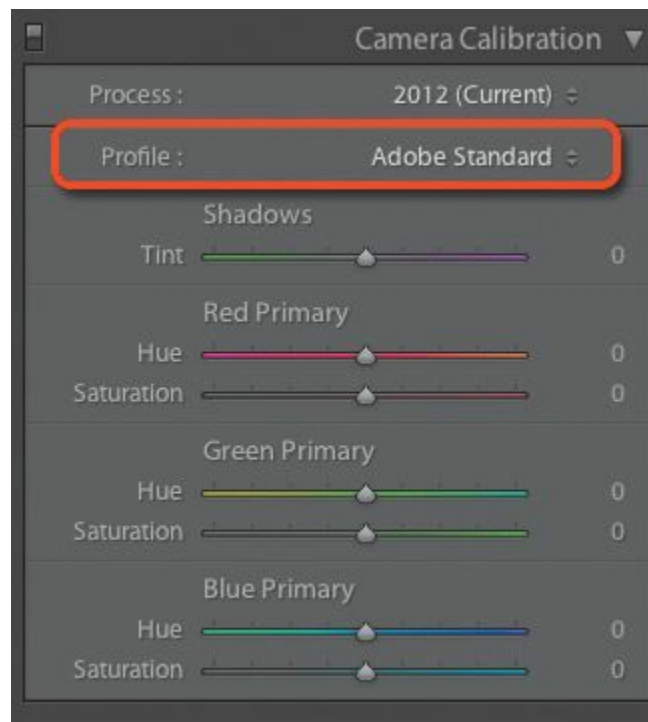 Camera Calibration
Process : 2012 (Current)
Profile : Adobe Standard
Shadows
Tint 0
Red Primary
Hue 0
Saturation 0
Green Primary
Hue 0
Saturation 0
Blue Primary
Hue 0
Saturation 0